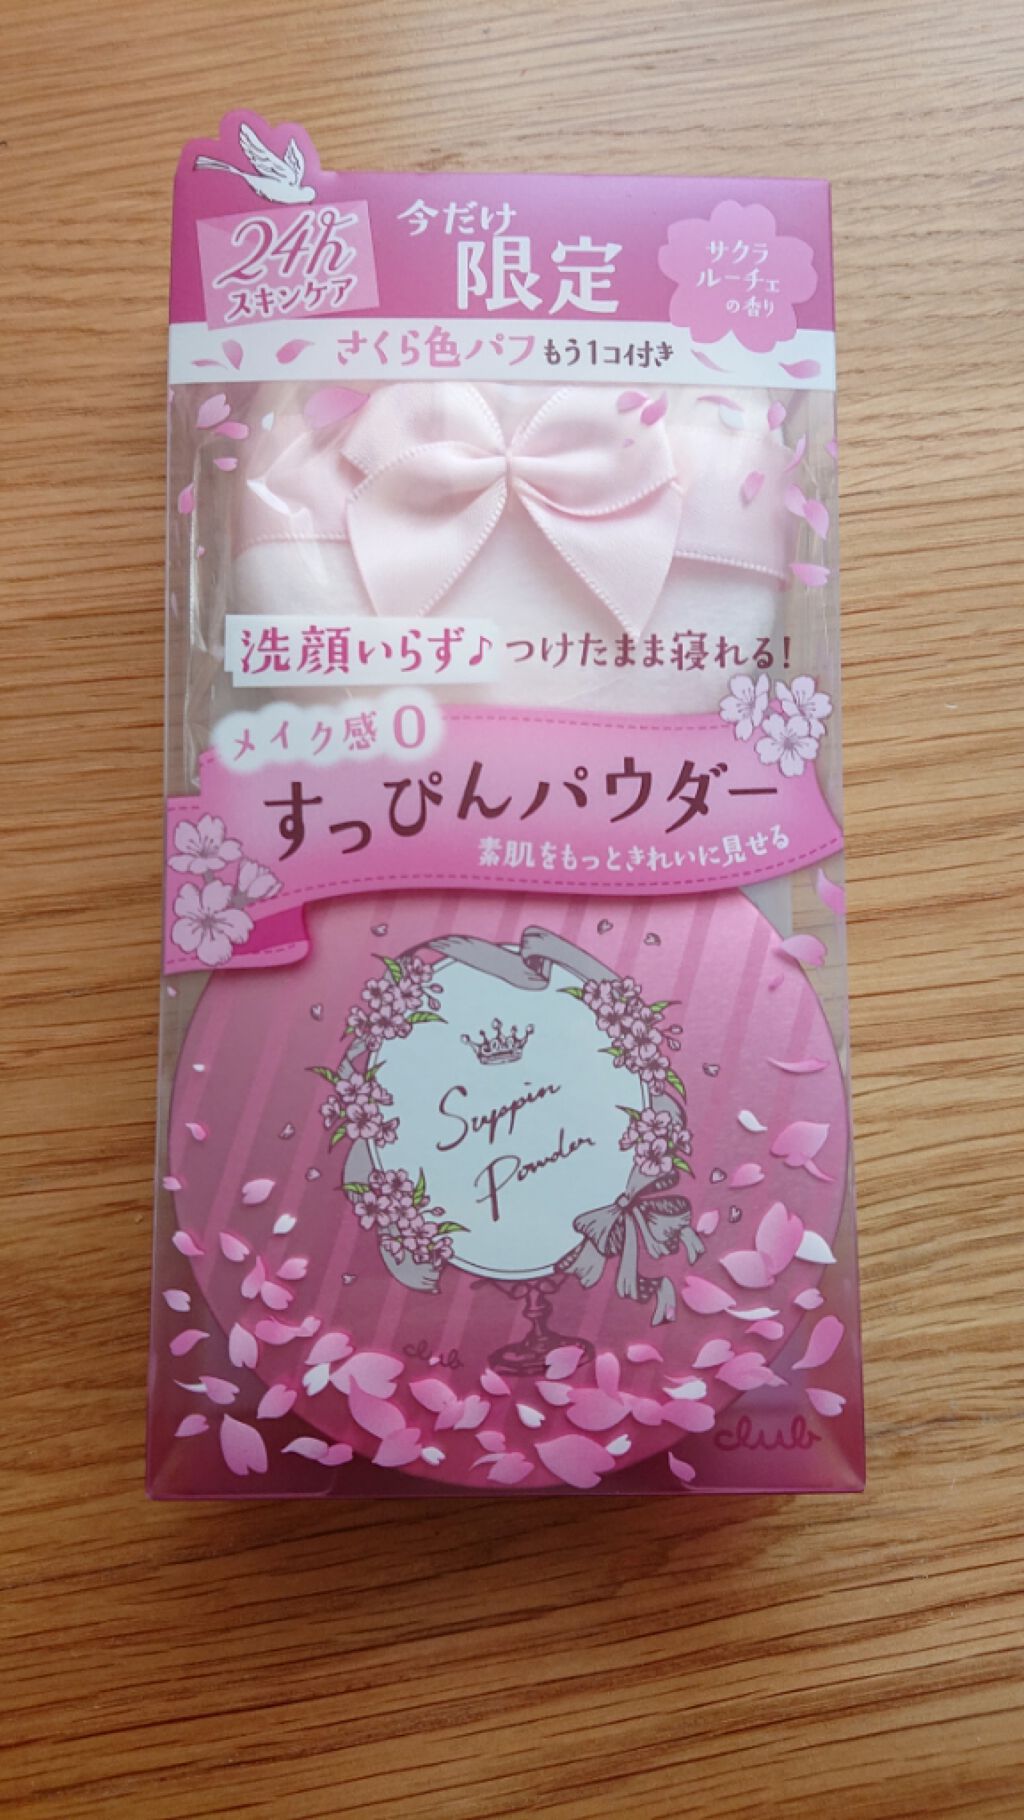 24h
スキンケア
今だけ
限定
サクラ
ルーチェ
の香り
さくら色パフもう1コ付き
洗顔いらず♪つけたまま寝れる!
メイク感0
すっぴんパウダー
素肌をもっときれいに見せる
Suppin
Powder
club
club